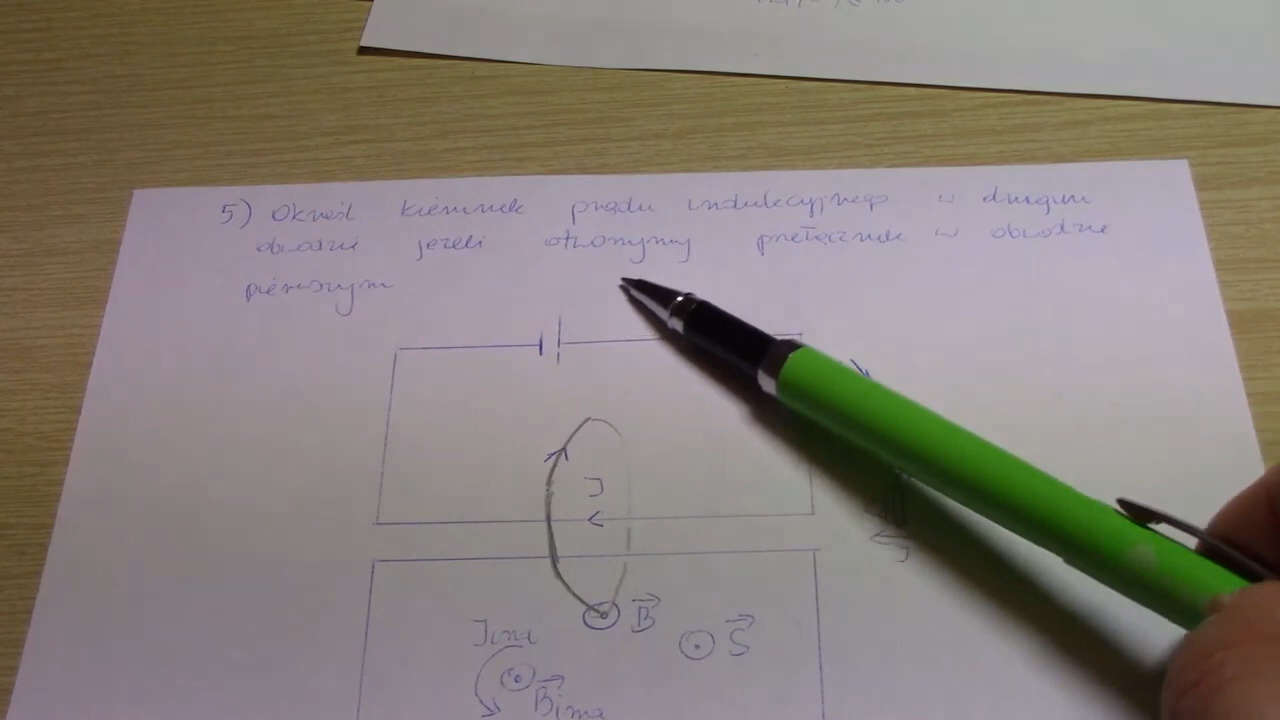 5) Określ kierunek prądu indukcyjnego w drugim
obwodzie jeżeli otworzymy przełącznik w obwodzie
pierwszym
I
B
S
Iind
Bind